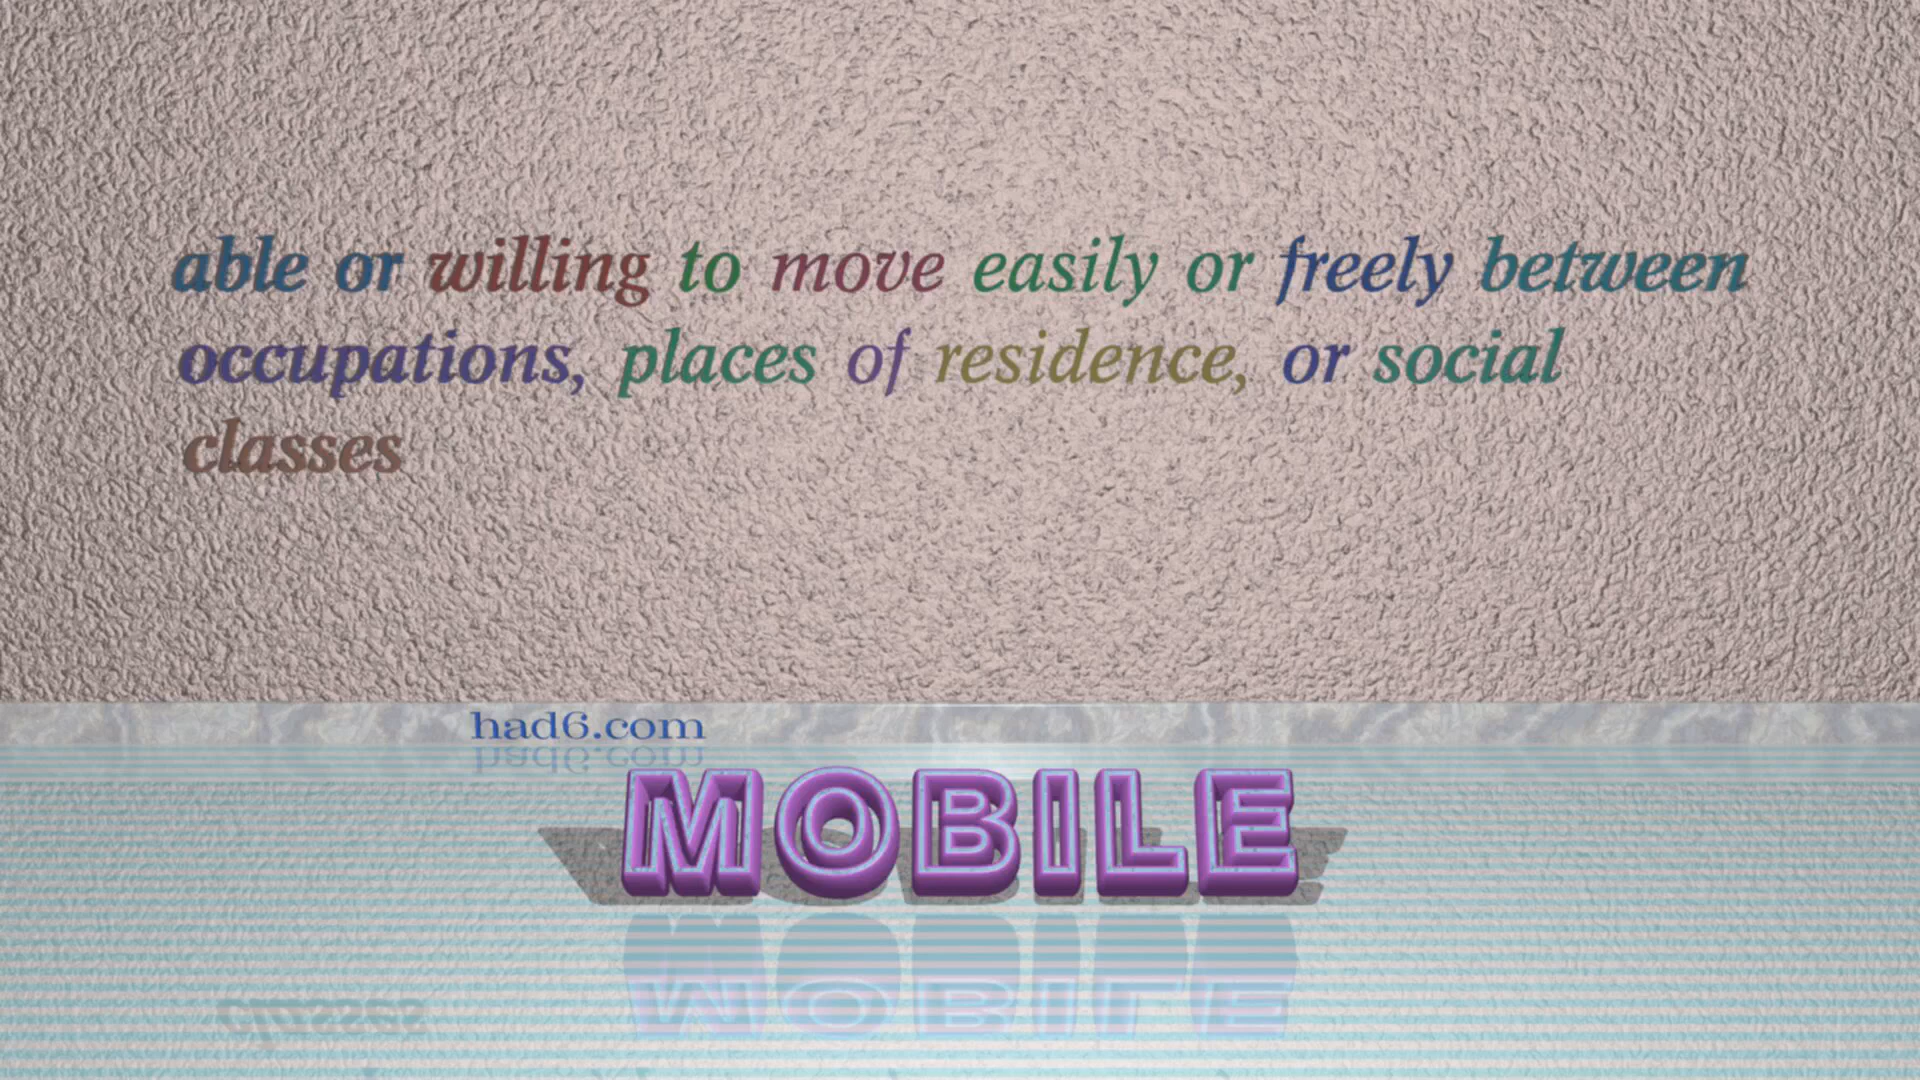 able or willing to move easily or freely between
occupations, places of residence, or social
classes
had6.com
MOBILE